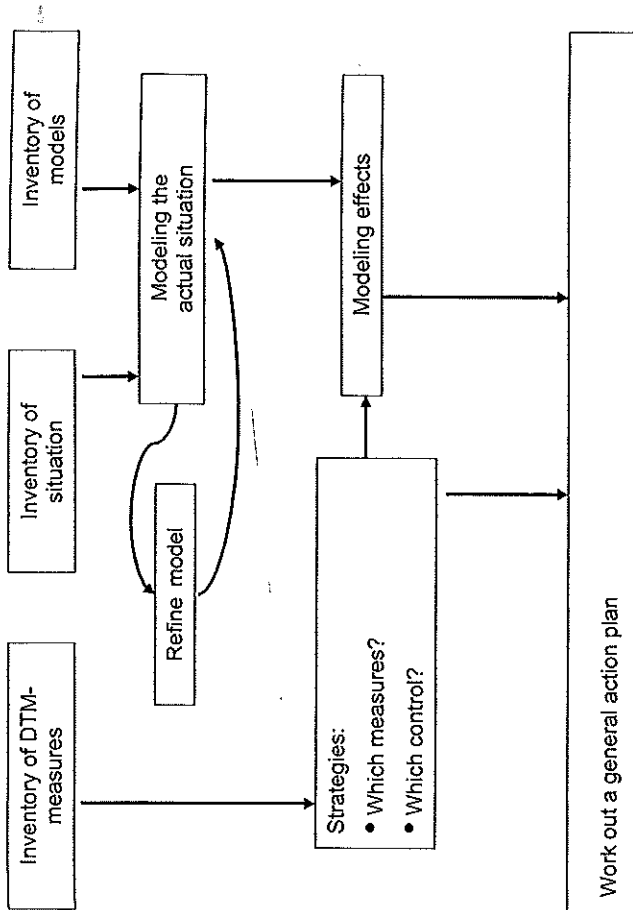 Inventory of DTM-
measures
Inventory of
situation
Inventory of
models
Refine model
Modeling the
actual situation
Strategies:
• Which measures?
• Which control?
Modeling effects
Work out a general action plan